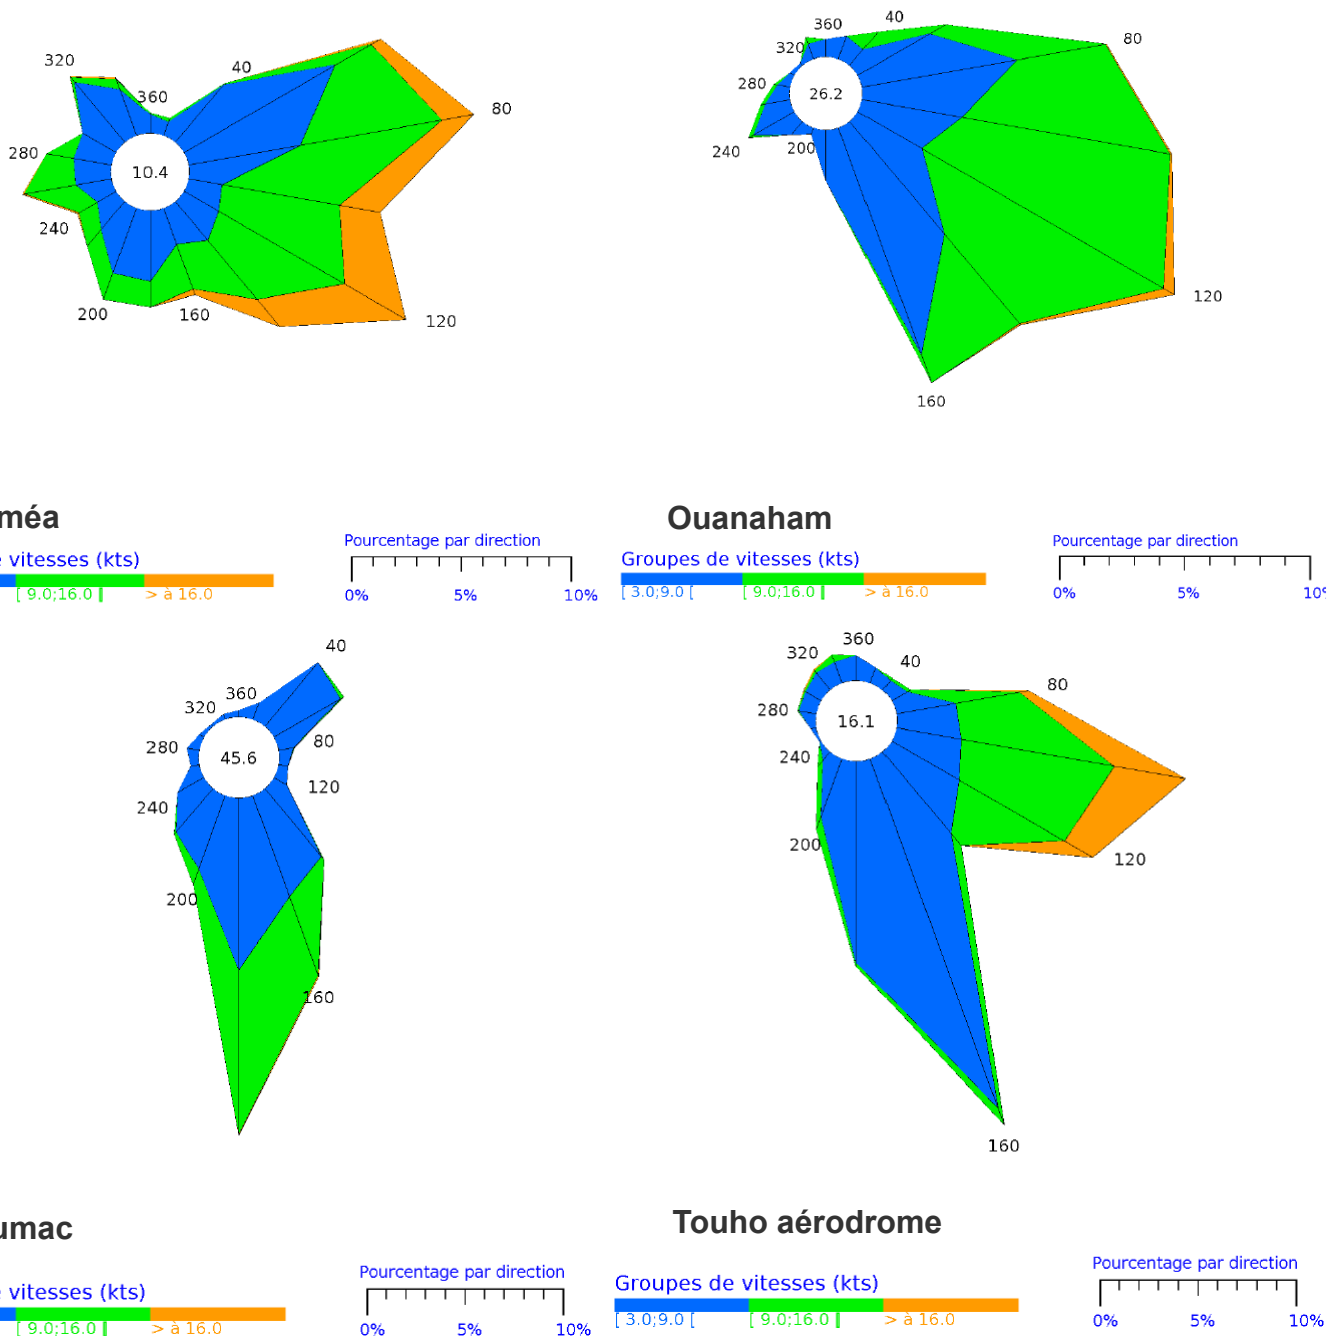 320
360
40
80
280
10.4
240
200
160
120
360
40
80
320
280
26.2
240
200
120
160
méa
Ouanaham
vitesses (kts)
Pourcentage par direction
[ 9.0;16.0 [
> à 16.0
0%
5%
10%
Groupes de vitesses (kts)
[ 3.0;9.0 [
[ 9.0;16.0 [
> à 16.0
Pourcentage par direction
0%
5%
10%
40
360
320
280
45.6
80
120
240
200
160
360
320
40
80
280
16.1
240
200
120
160
umac
Touho aérodrome
vitesses (kts)
Pourcentage par direction
[ 9.0;16.0 [
> à 16.0
0%
5%
10%
Groupes de vitesses (kts)
[ 3.0;9.0 [
[ 9.0;16.0 [
> à 16.0
Pourcentage par direction
0%
5%
10%